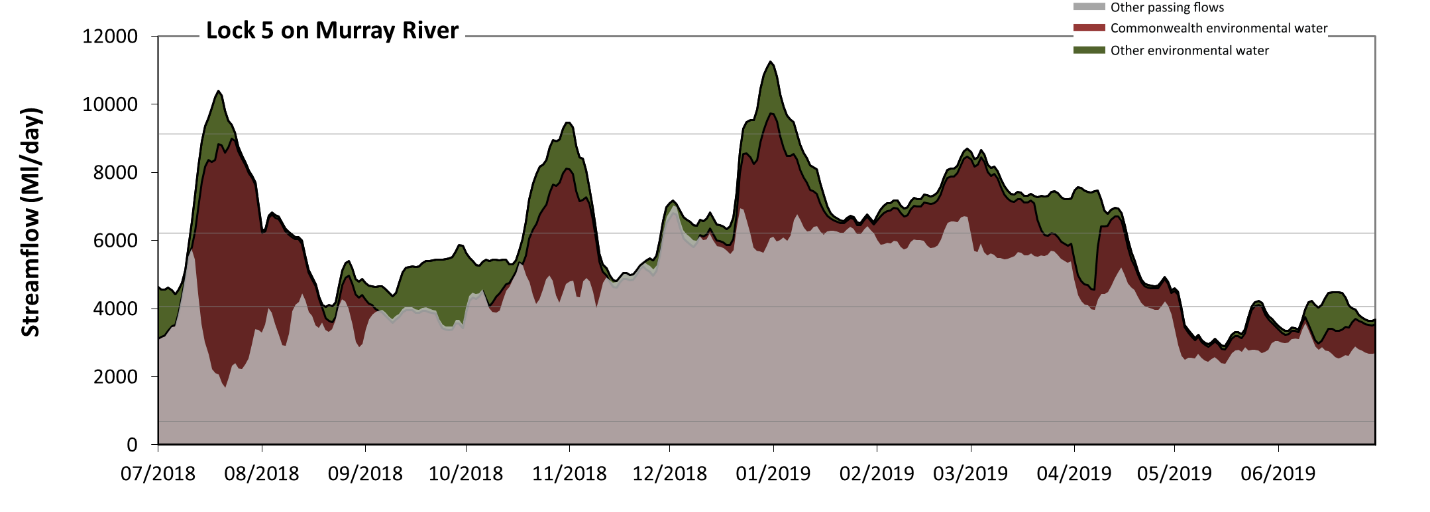 Other passing flows
Commonwealth environmental water
Other environmental water
Lock 5 on Murray River
Streamflow (Ml/day)
12000
10000
8000
6000
4000
2000
0
07/2018 08/2018 09/2018 10/2018 11/2018 12/2018 01/2019 02/2019 03/2019 04/2019 05/2019 06/2019